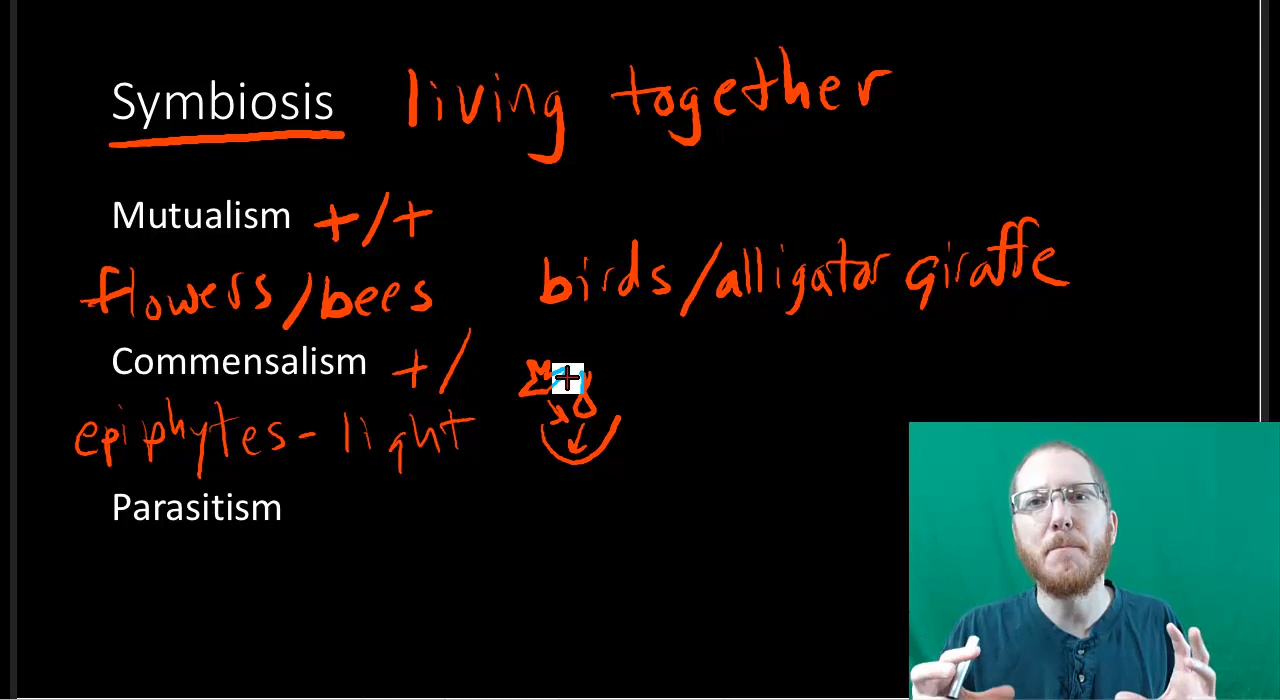 Symbiosis living together
Mutualism +/+
flowers/bees birds/alligator giraffe
Commensalism +/
epiphytes - light
Parasitism